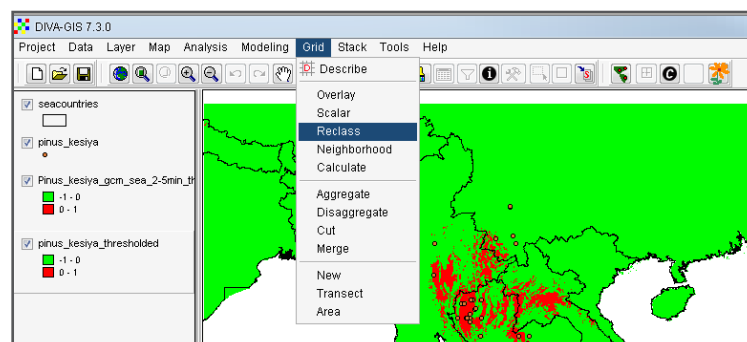 DIVA-GIS 7.3.0
Project Data Layer Map Analysis Modeling Grid Stack Tools Help
Describe
Overlay
Scalar
Reclass
Neighborhood
Calculate
Aggregate
Disaggregate
Cut
Merge
New
Transect
Area
seacountries
pinus_kesiya
Pinus_kesiya_gcm_sea_2-5min_th
-1 - 0
0 - 1
pinus_kesiya_thresholded
-1 - 0
0 - 1